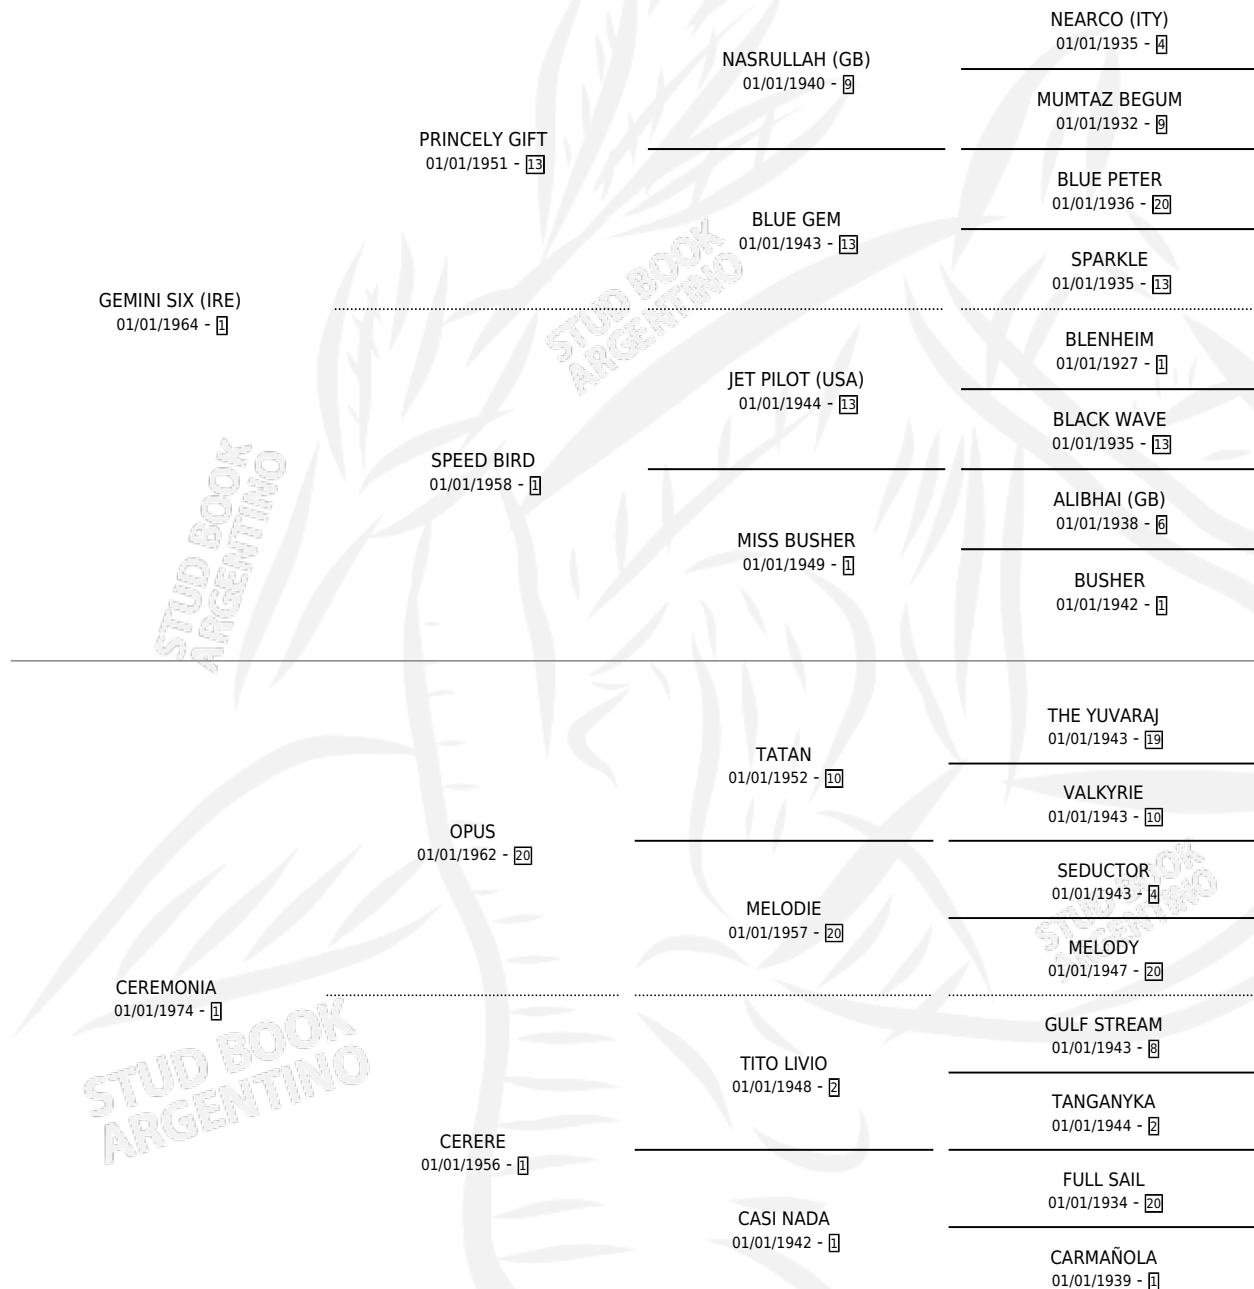 NEARCO (ITY)
01/01/1935 - 4
NASRULLAH (GB)
01/01/1940 - 9
MUMTAZ BEGUM
01/01/1932 - 9
PRINCELY GIFT
01/01/1951 - 13
BLUE PETER
01/01/1936 - 20
BLUE GEM
01/01/1943 - 13
SPARKLE
01/01/1935 - 13
GEMINI SIX (IRE)
01/01/1964 - 1
STUD BOOK
ARGENTINO
BLENHEIM
01/01/1927 - 1
JET PILOT (USA)
01/01/1944 - 13
BLACK WAVE
01/01/1935 - 13
SPEED BIRD
01/01/1958 - 1
ALIBHAI (GB)
01/01/1938 - 6
MISS BUSHER
01/01/1949 - 1
BUSHER
01/01/1942 - 1
STUD BOOK
ARGENTINO
THE YUVARAJ
01/01/1943 - 19
TATAN
01/01/1952 - 10
VALKYRIE
01/01/1943 - 10
OPUS
01/01/1962 - 20
SEDUCTOR
01/01/1943 - 4
MELODIE
01/01/1957 - 20
MELODY
01/01/1947 - 20
STUD BOOK
ARGENTINO
CEREMONIA
01/01/1974 - 1
GULF STREAM
01/01/1943 - 8
TITO LIVIO
01/01/1948 - 2
TANGANYKA
01/01/1944 - 2
STUD BOOK
ARGENTINO
CERERE
01/01/1956 - 1
FULL SAIL
01/01/1934 - 20
CASI NADA
01/01/1942 - 1
CARMAÑOLA
01/01/1939 - 1